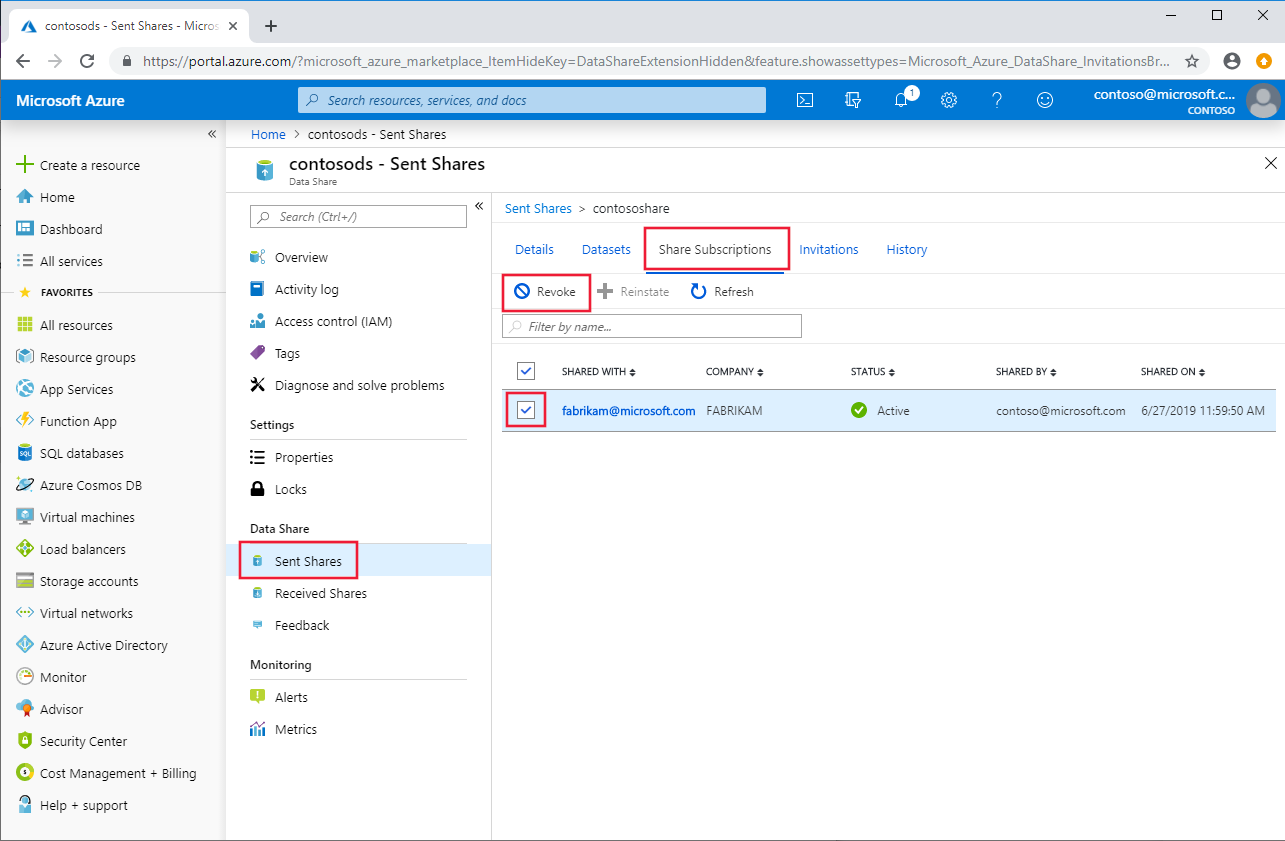 contosods - Sent Shares - Micros
https://portal.azure.com/?microsoft_azure_marketplace_ItemHideKey=DataShareExtensionHidden&feature.showassettypes=Microsoft_Azure_DataShare_InvitationsBr...
Microsoft Azure
Search resources, services, and docs
1
contoso@microsoft.c...
CONTOSO
Create a resource
Home
Dashboard
All services
FAVORITES
All resources
Resource groups
App Services
Function App
SQL databases
Azure Cosmos DB
Virtual machines
Load balancers
Storage accounts
Virtual networks
Azure Active Directory
Monitor
Advisor
Security Center
Cost Management + Billing
Help + support
Home > contosods - Sent Shares
contosods - Sent Shares
Data Share
Search (Ctrl+/)
Overview
Activity log
Access control (IAM)
Tags
Diagnose and solve problems
Settings
Properties
Locks
Data Share
Sent Shares
Received Shares
Feedback
Monitoring
Alerts
Metrics
Sent Shares > contososhare
Details Datasets Share Subscriptions Invitations History
Revoke Reinstate Refresh
Filter by name...
SHARED WITH COMPANY STATUS SHARED BY SHARED ON
fabrikam@microsoft.com FABRIKAM Active contoso@microsoft.com 6/27/2019 11:59:50 AM